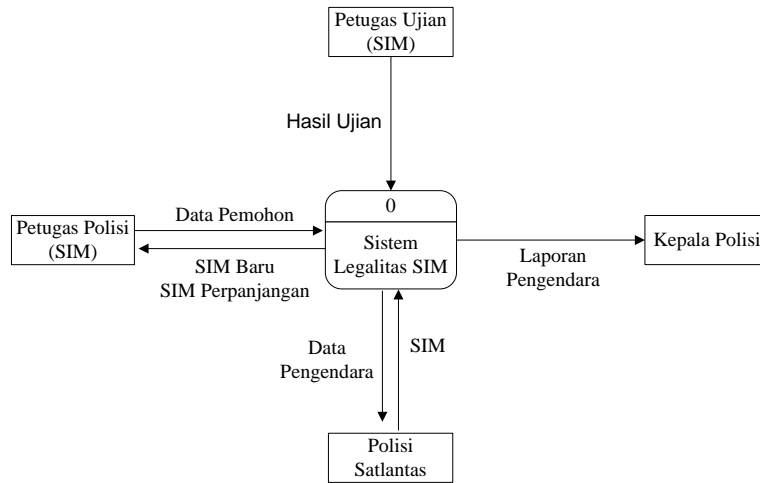 Petugas Ujian
(SIM)
Hasil Ujian
0
Sistem
Legalitas SIM
Petugas Polisi
(SIM)
Data Pemohon
SIM Baru
SIM Perpanjangan
Laporan
Pengendara
Kepala Polisi
Data
Pengendara
SIM
Polisi
Satlantas